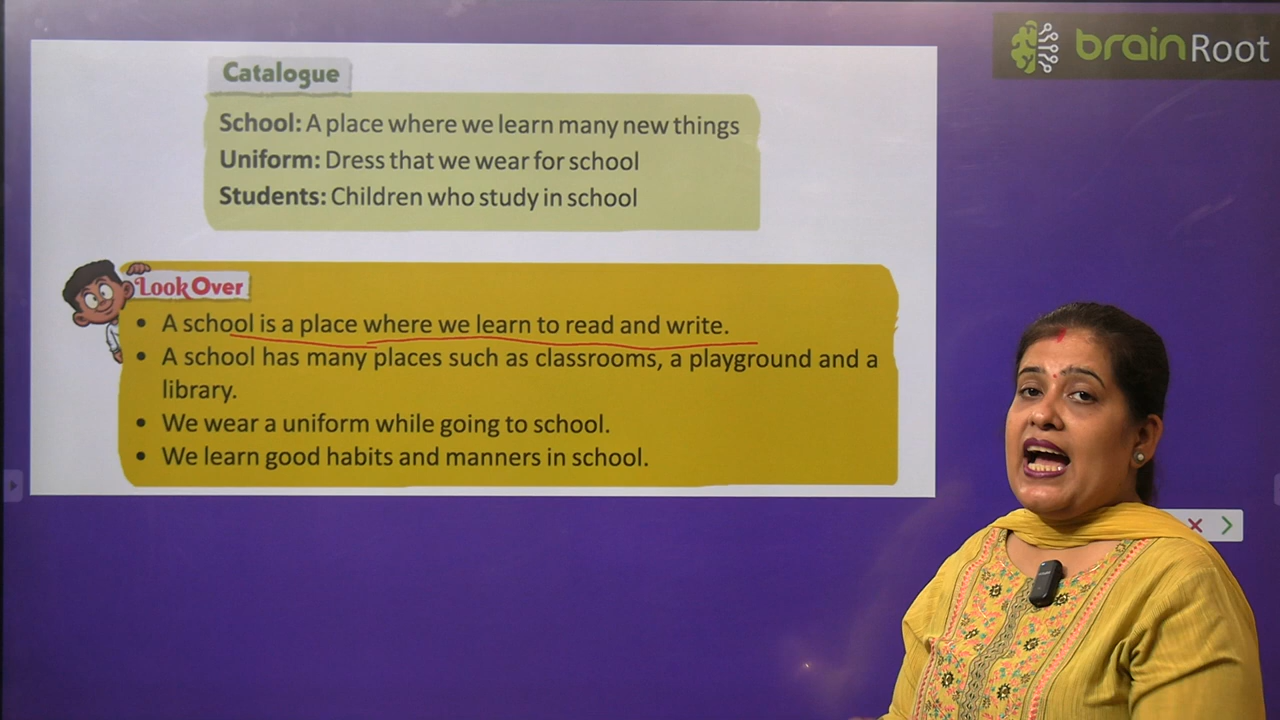 brainRoot
Catalogue
School: A place where we learn many new things
Uniform: Dress that we wear for school
Students: Children who study in school
Look Over
• A school is a place where we learn to read and write.
• A school has many places such as classrooms, a playground and a
library.
• We wear a uniform while going to school.
• We learn good habits and manners in school.